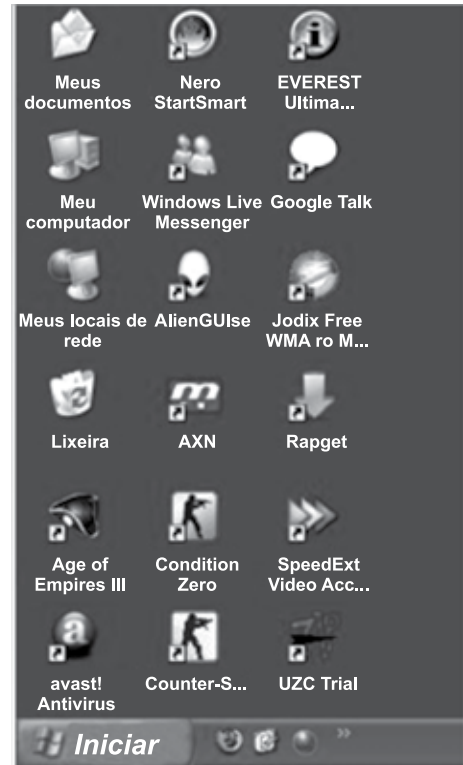 Meus
documentos
Nero
StartSmart
EVEREST
Ultima...
Meu
computador
Windows Live
Messenger
Google Talk
Meus locais de
rede
AlienGUIse
Jodix Free
WMA ro M...
Lixeira
AXN
Rapget
Age of
Empires III
Condition
Zero
SpeedExt
Video Acc...
avast!
Antivirus
Counter-S...
UZC Trial
Iniciar